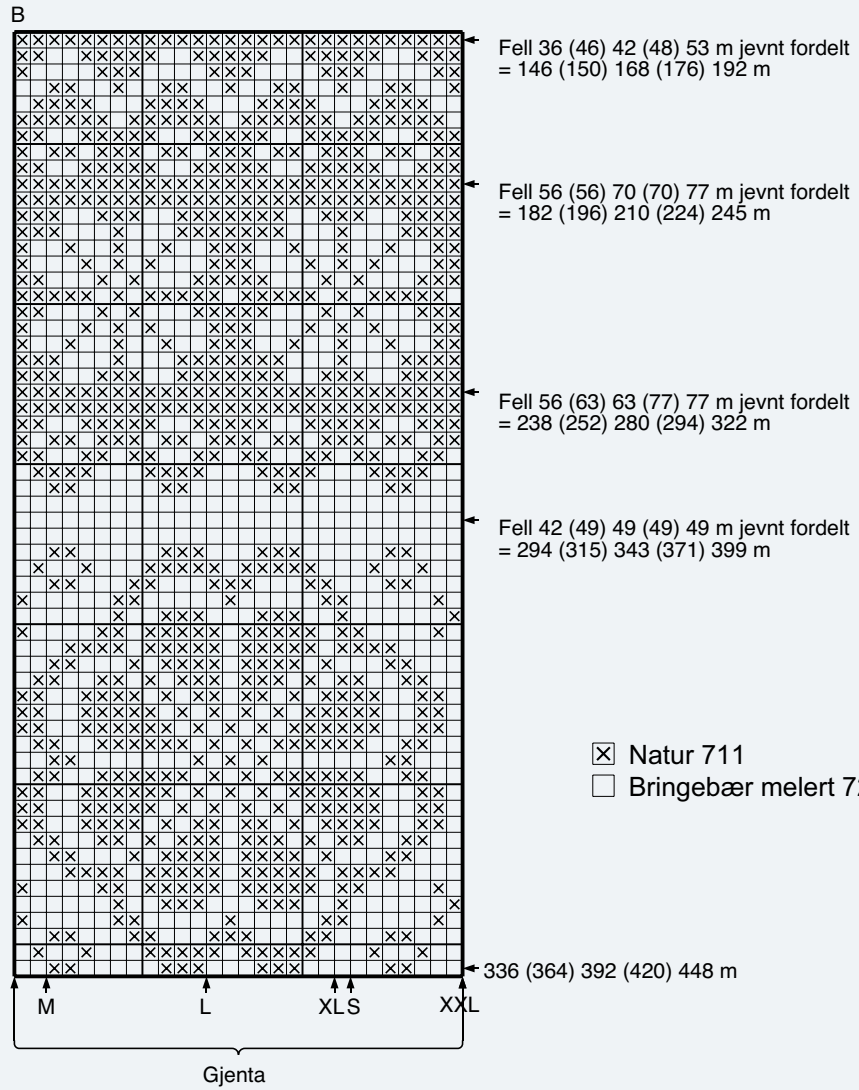 B
Fell 36 (46) 42 (48) 53 m jevnt fordelt
= 146 (150) 168 (176) 192 m
Fell 56 (56) 70 (70) 77 m jevnt fordelt
= 182 (196) 210 (224) 245 m
Fell 56 (63) 63 (77) 77 m jevnt fordelt
= 238 (252) 280 (294) 322 m
Fell 42 (49) 49 (49) 49 m jevnt fordelt
= 294 (315) 343 (371) 399 m
Natur 711
Bringebær melert
336 (364) 392 (420) 448 m
M L XL S XXL
Gjenta